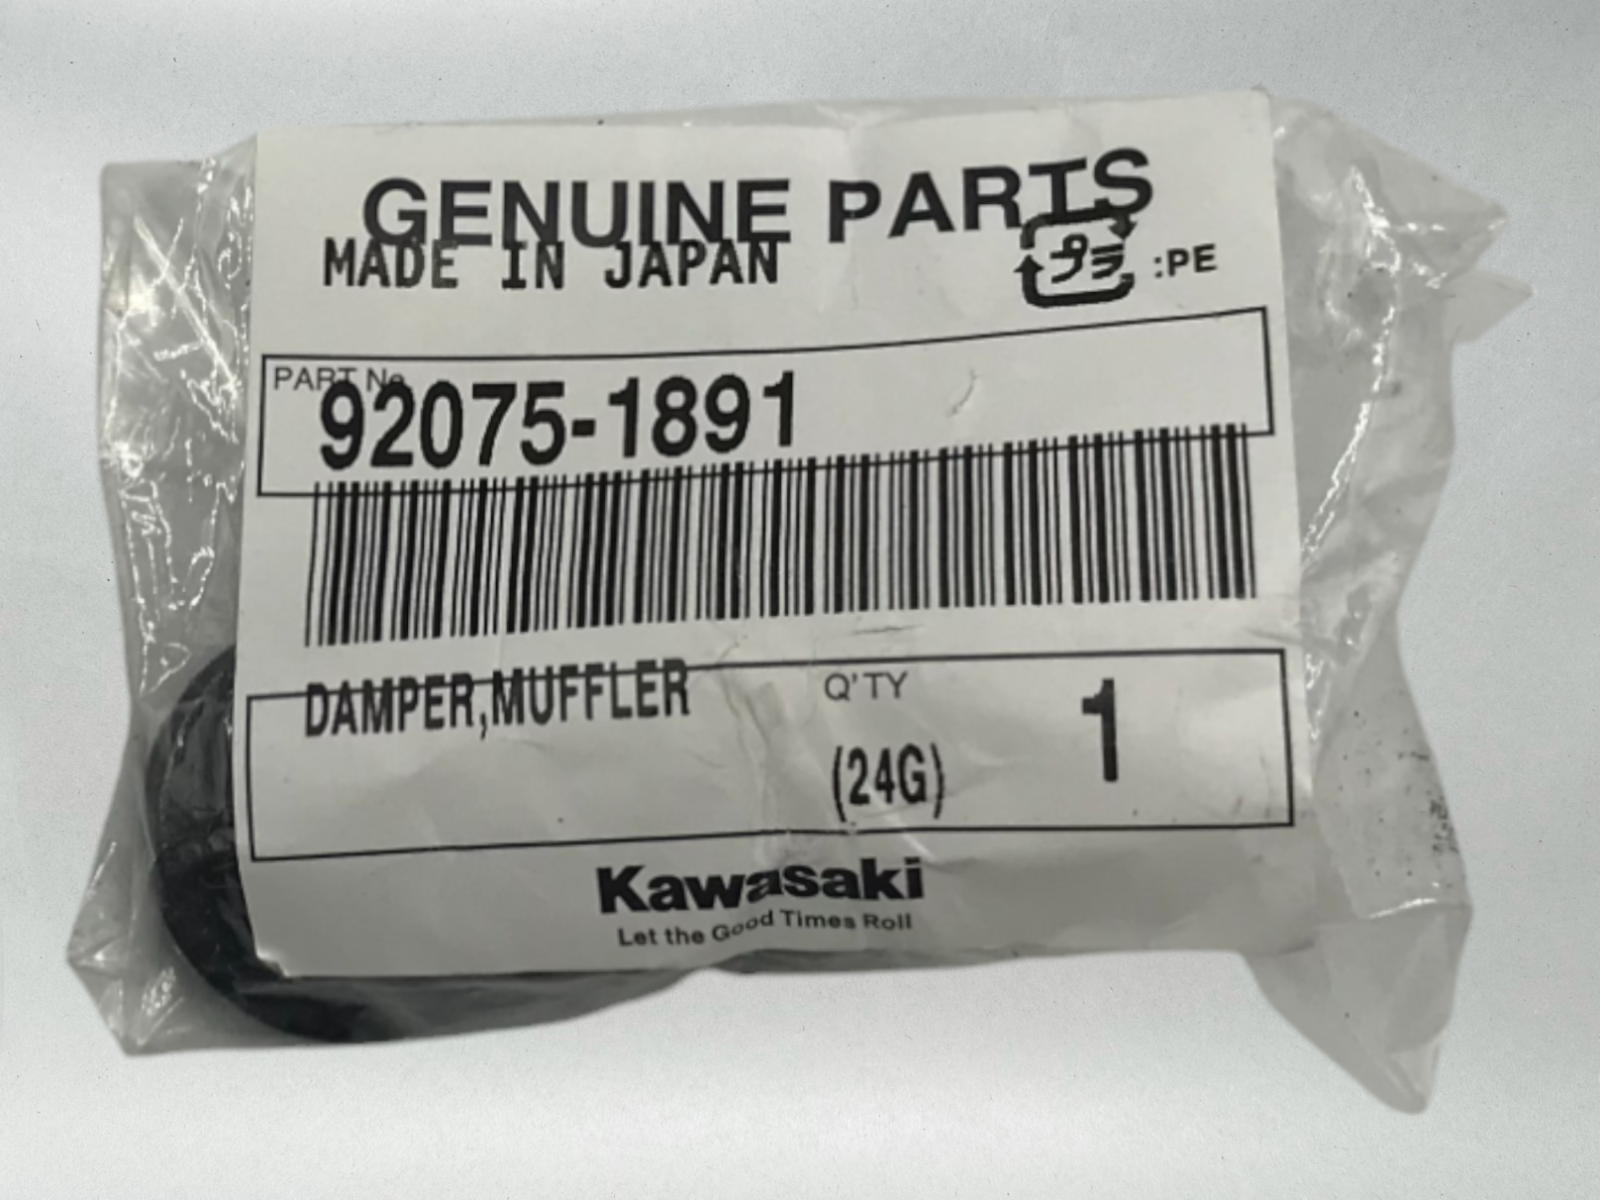 GENUINE PARTS
MADE IN JAPAN
プラ :PE
PART No.
92075-1891
DAMPER,MUFFLER Q'TY 1
(24G)
Kawasaki
Let the Good Times Roll